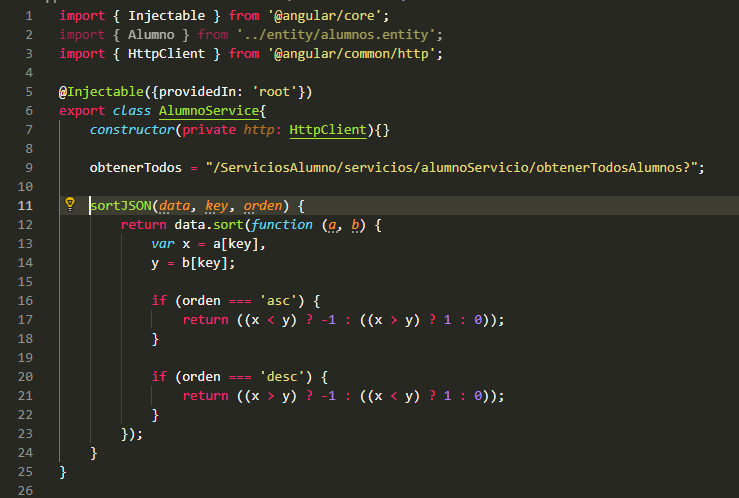 1 import { Injectable } from '@angular/core';
2 import { Alumno } from '../entity/alumnos.entity';
3 import { HttpClient } from '@angular/common/http';
4
5 @Injectable({providedIn: 'root'})
6 export class AlumnoService{
7 constructor(private http: HttpClient){}
8
9 obtenerTodos = "/ServiciosAlumno/servicios/alumnoServicio/obtenerTodosAlumnos?";
10
11 sortJSON(data, key, orden) {
12 return data.sort(function (a, b) {
13 var x = a[key],
14 y = b[key];
15
16 if (orden === 'asc') {
17 return ((x < y) ? -1 : ((x > y) ? 1 : 0));
18 }
19
20 if (orden === 'desc') {
21 return ((x > y) ? -1 : ((x < y) ? 1 : 0));
22 }
23 });
24 }
25 }
26